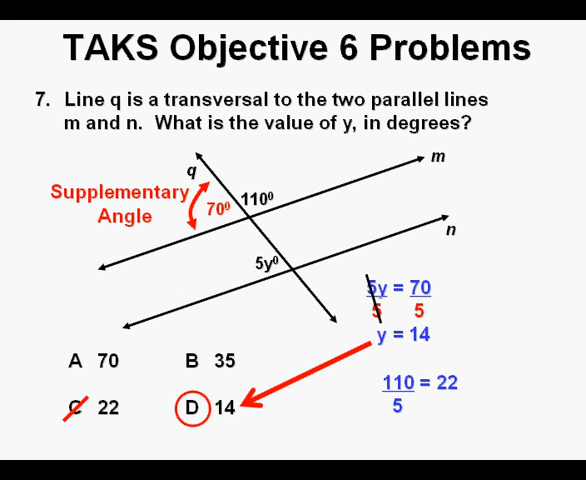 TAKS Objective 6 Problems
7. Line q is a transversal to the two parallel lines
m and n. What is the value of y, in degrees?
m
q
Supplementary
Angle
70⁰
110⁰
n
5y⁰
5y = 70
5 5
y = 14
A 70 B 35
110 = 22
5
C 22 D 14